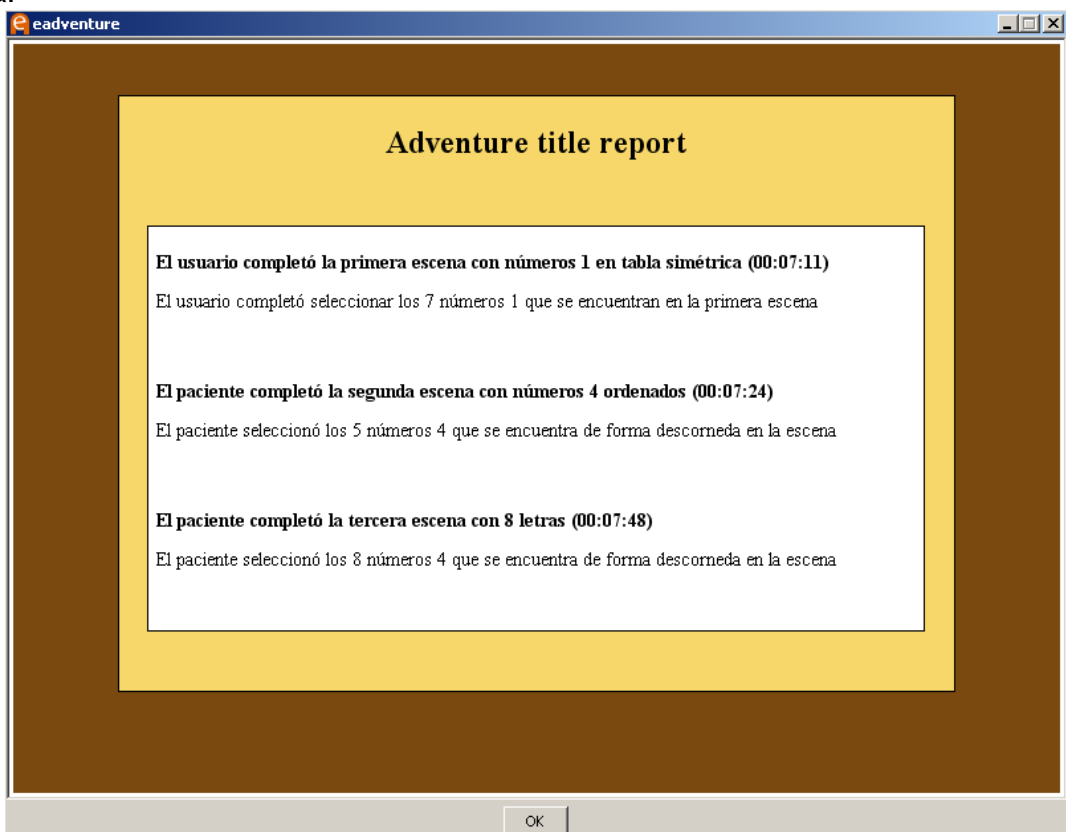 eadventure
Adventure title report
El usuario completó la primera escena con números 1 en tabla simétrica (00:07:11)
El usuario completó seleccionar los 7 números 1 que se encuentran en la primera escena
El paciente completó la segunda escena con números 4 ordenados (00:07:24)
El paciente seleccionó los 5 números 4 que se encuentra de forma descorneda en la escena
El paciente completó la tercera escena con 8 letras (00:07:48)
El paciente seleccionó los 8 números 4 que se encuentra de forma descorneda en la escena
OK